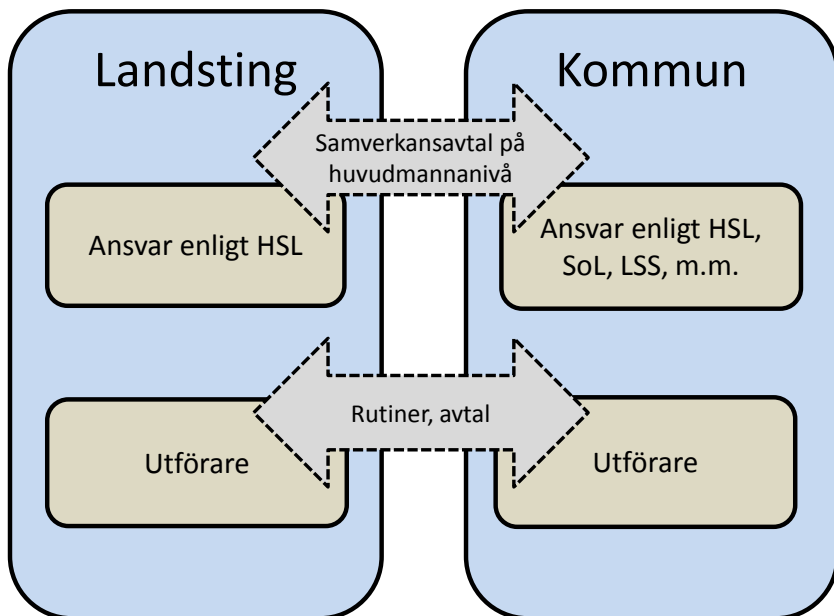 Landsting
Kommun
Samverkansavtal på
huvudmannanivå
Ansvar enligt HSL
Ansvar enligt HSL,
SoL, LSS, m.m.
Rutiner, avtal
Utförare
Utförare